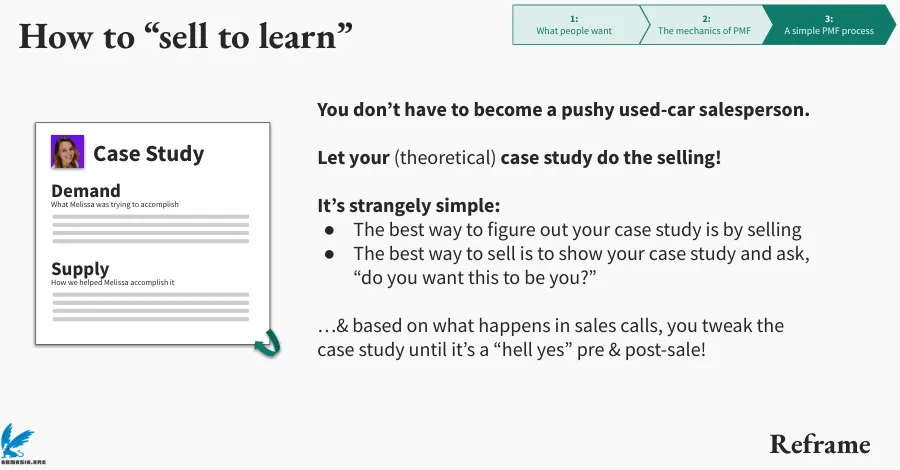 How to “sell to learn”
1:
What people want
2:
The mechanics of PMF
3:
A simple PMF process
Case Study
Demand
What Melissa was trying to accomplish
Supply
How we helped Melissa accomplish it
You don’t have to become a pushy used-car salesperson.
Let your (theoretical) case study do the selling!
It’s strangely simple:
● The best way to figure out your case study is by selling
● The best way to sell is to show your case study and ask,
“do you want this to be you?”
…& based on what happens in sales calls, you tweak the
case study until it’s a “hell yes” pre & post-sale!
Reframe